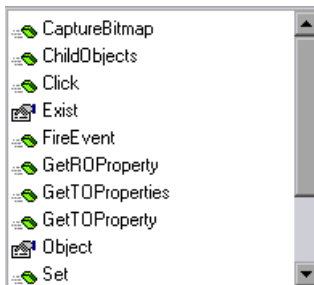 CaptureBitmap
ChildObjects
Click
Exist
FireEvent
GetROProperty
GetTOProperties
GetTOProperty
Object
Set